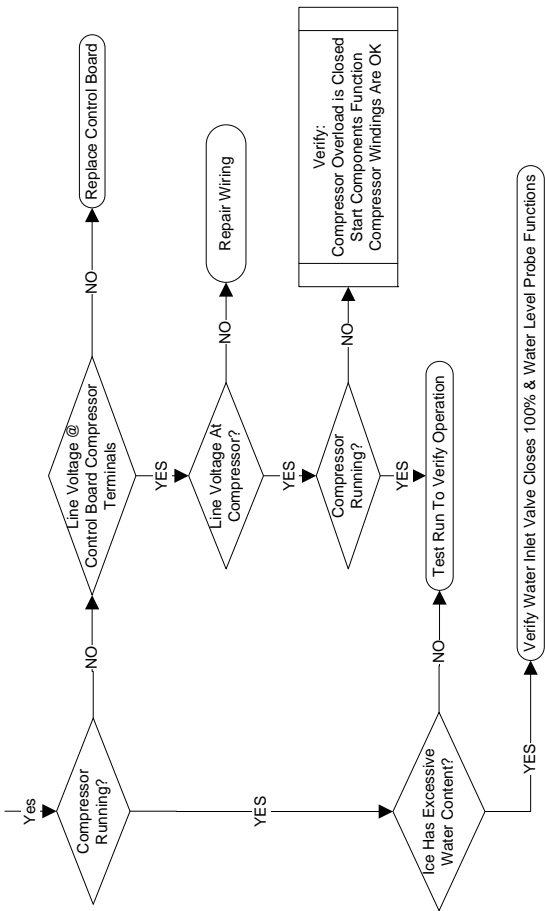 Yes
Compressor
Running?
NO
Line Voltage @
Control Board Compressor
Terminals
NO
Replace Control Board
YES
Line Voltage At
Compressor?
NO
Repair Wiring
YES
Compressor
Running?
NO
Verify:
Compressor Overload is Closed
Start Components Function
Compressor Windings Are OK
YES
Test Run To Verify Operation
YES
Ice Has Excessive
Water Content?
NO
YES
Verify Water Inlet Valve Closes 100% & Water Level Probe Functions